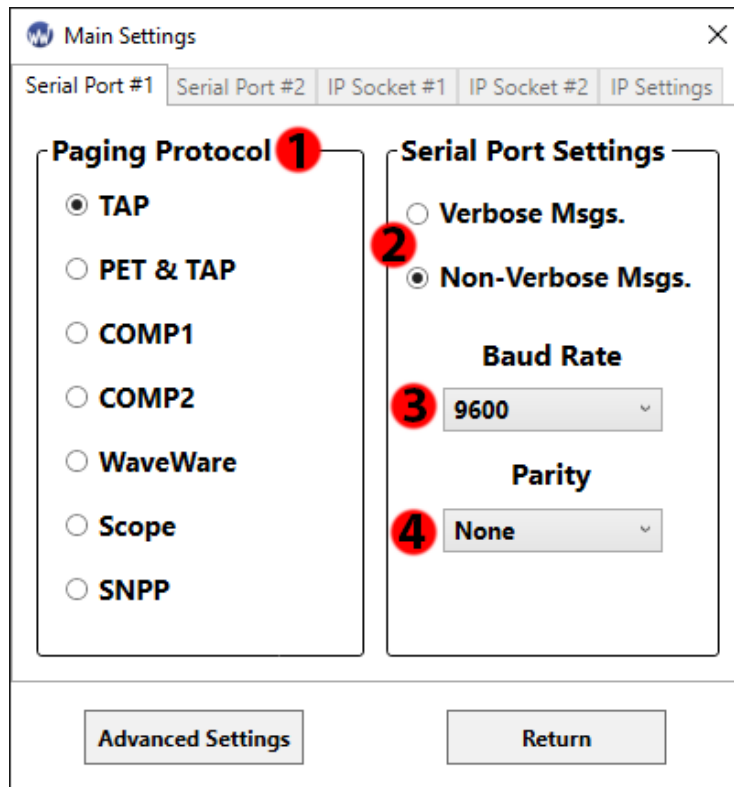 Main Settings
Serial Port #1 Serial Port #2 IP Socket #1 IP Socket #2 IP Settings
Paging Protocol 1
TAP
PET & TAP
COMP1
COMP2
WaveWare
Scope
SNPP
Serial Port Settings
Verbose Msgs.
2
Non-Verbose Msgs.
Baud Rate
3 9600
Parity
4 None
Advanced Settings Return